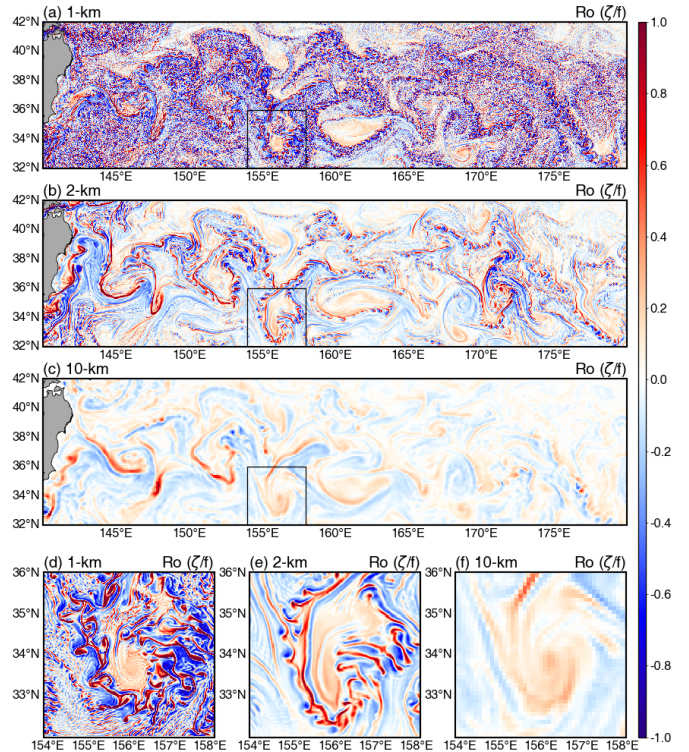 (a) 1-km Ro (ζ/f)
42°N
40°N
38°N
36°N
34°N
32°N
145°E 150°E 155°E 160°E 165°E 170°E 175°E
(b) 2-km Ro (ζ/f)
42°N
40°N
38°N
36°N
34°N
32°N
145°E 150°E 155°E 160°E 165°E 170°E 175°E
(c) 10-km Ro (ζ/f)
42°N
40°N
38°N
36°N
34°N
32°N
145°E 150°E 155°E 160°E 165°E 170°E 175°E
(d) 1-km Ro (ζ/f)
36°N
35°N
34°N
33°N
154°E 155°E 156°E 157°E 158°E
(e) 2-km Ro (ζ/f)
36°N
35°N
34°N
33°N
154°E 155°E 156°E 157°E 158°E
(f) 10-km Ro (ζ/f)
36°N
35°N
34°N
33°N
154°E 155°E 156°E 157°E 158°E
1.0
0.8
0.6
0.4
0.2
0.0
-0.2
-0.4
-0.6
-0.8
-1.0